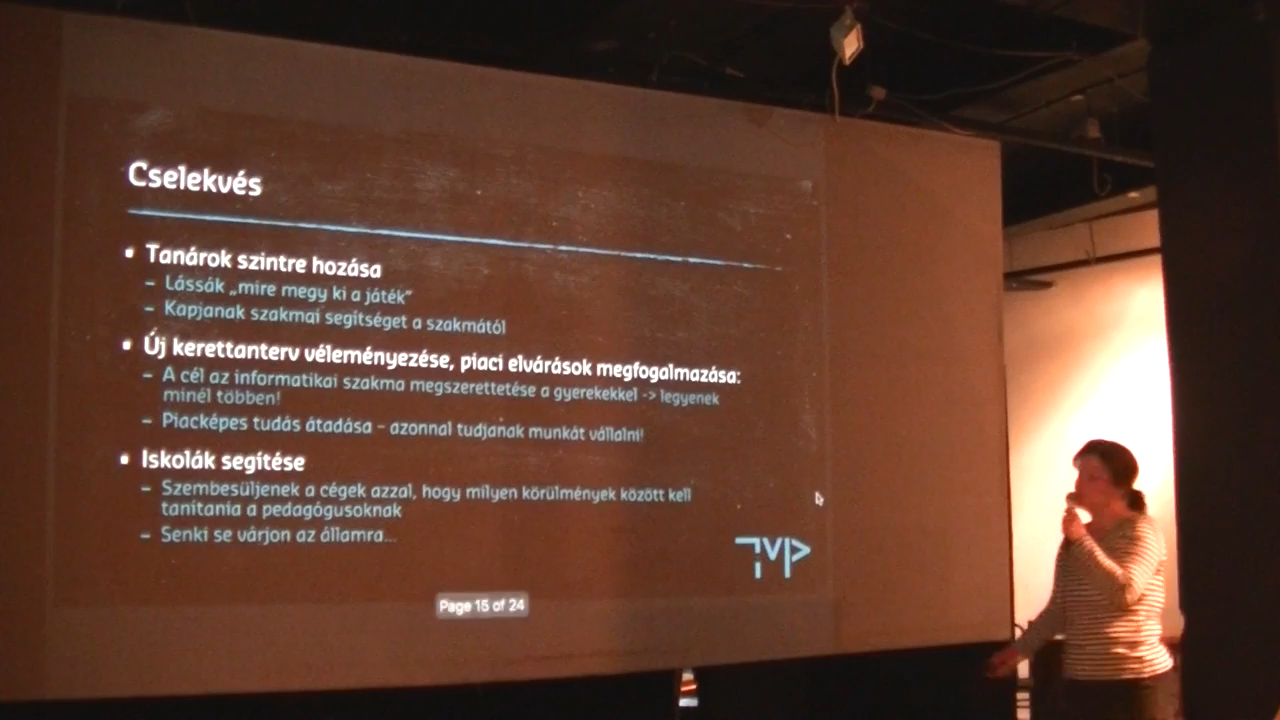 Cselekvés
▪ Tanárok szintre hozása
– Lássák „mire megy ki a játék”
– Kapjanak szakmai segítséget a szakmától
▪ Új kerettanterv véleményezése, piaci elvárások megfogalmazása:
– A cél az informatikai szakma megszerettetése a gyerekekkel -> legyenek
minél többen!
– Piacképes tudás átadása – azonnal tudjanak munkát vállalni!
▪ Iskolák segítése
– Szembesüljenek a cégek azzal, hogy milyen körülmények között kell
tanítania a pedagógusoknak
– Senki se várjon az államra...
TVP
Page 15 of 24